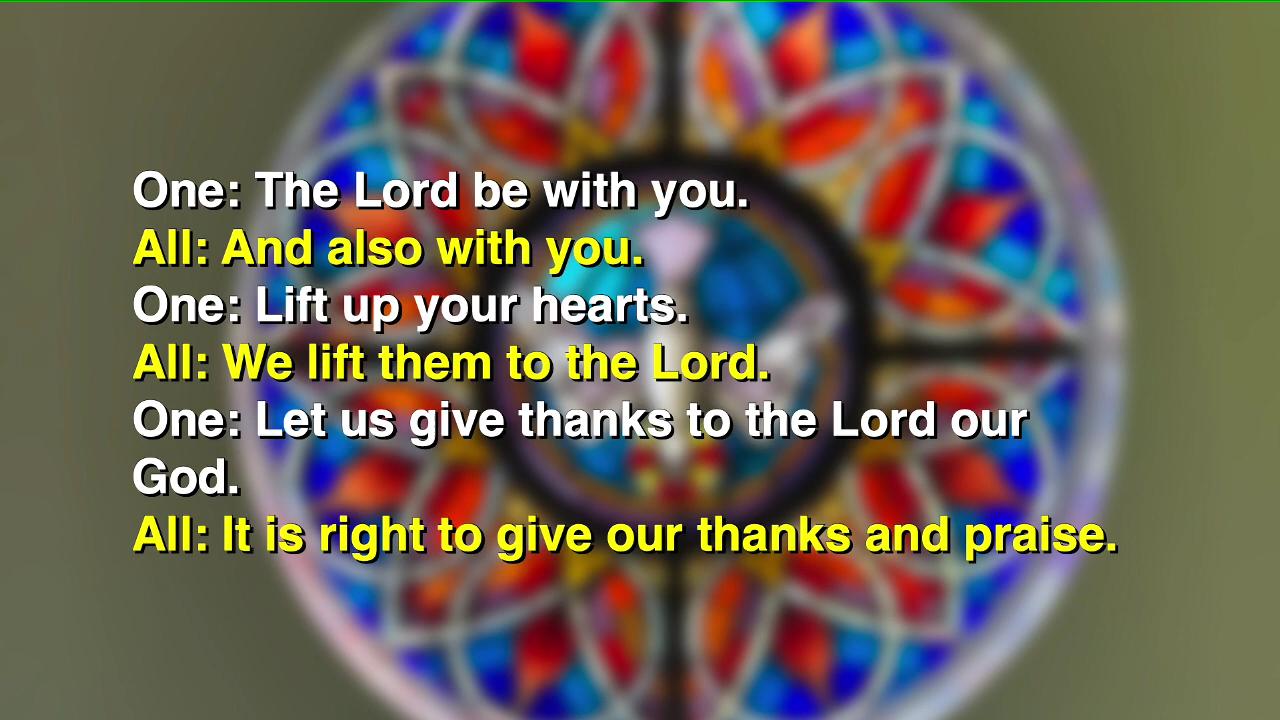 One: The Lord be with you.
All: And also with you.
One: Lift up your hearts.
All: We lift them to the Lord.
One: Let us give thanks to the Lord our
God.
All: It is right to give our thanks and praise.